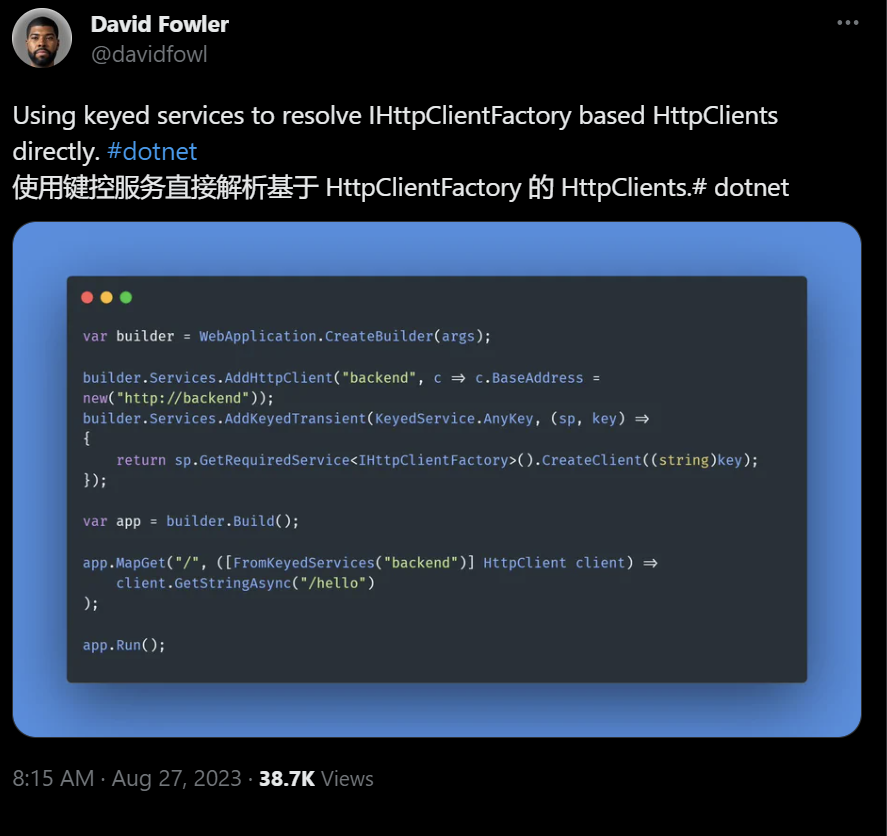 David Fowler
@davidfowl
Using keyed services to resolve IHttpClientFactory based HttpClients
directly. #dotnet
使用键控服务直接解析基于 HttpClientFactory 的 HttpClients.# dotnet
var builder = WebApplication.CreateBuilder(args);
builder.Services.AddHttpClient("backend", c => c.BaseAddress =
new("http://backend"));
builder.Services.AddKeyedTransient(KeyedService.AnyKey, (sp, key) =>
{
    return sp.GetRequiredService<IHttpClientFactory>().CreateClient((string)key);
});
var app = builder.Build();
app.MapGet("/", ([FromKeyedServices("backend")] HttpClient client) =>
    client.GetStringAsync("/hello")
);
app.Run();
8:15 AM · Aug 27, 2023 · 38.7K Views